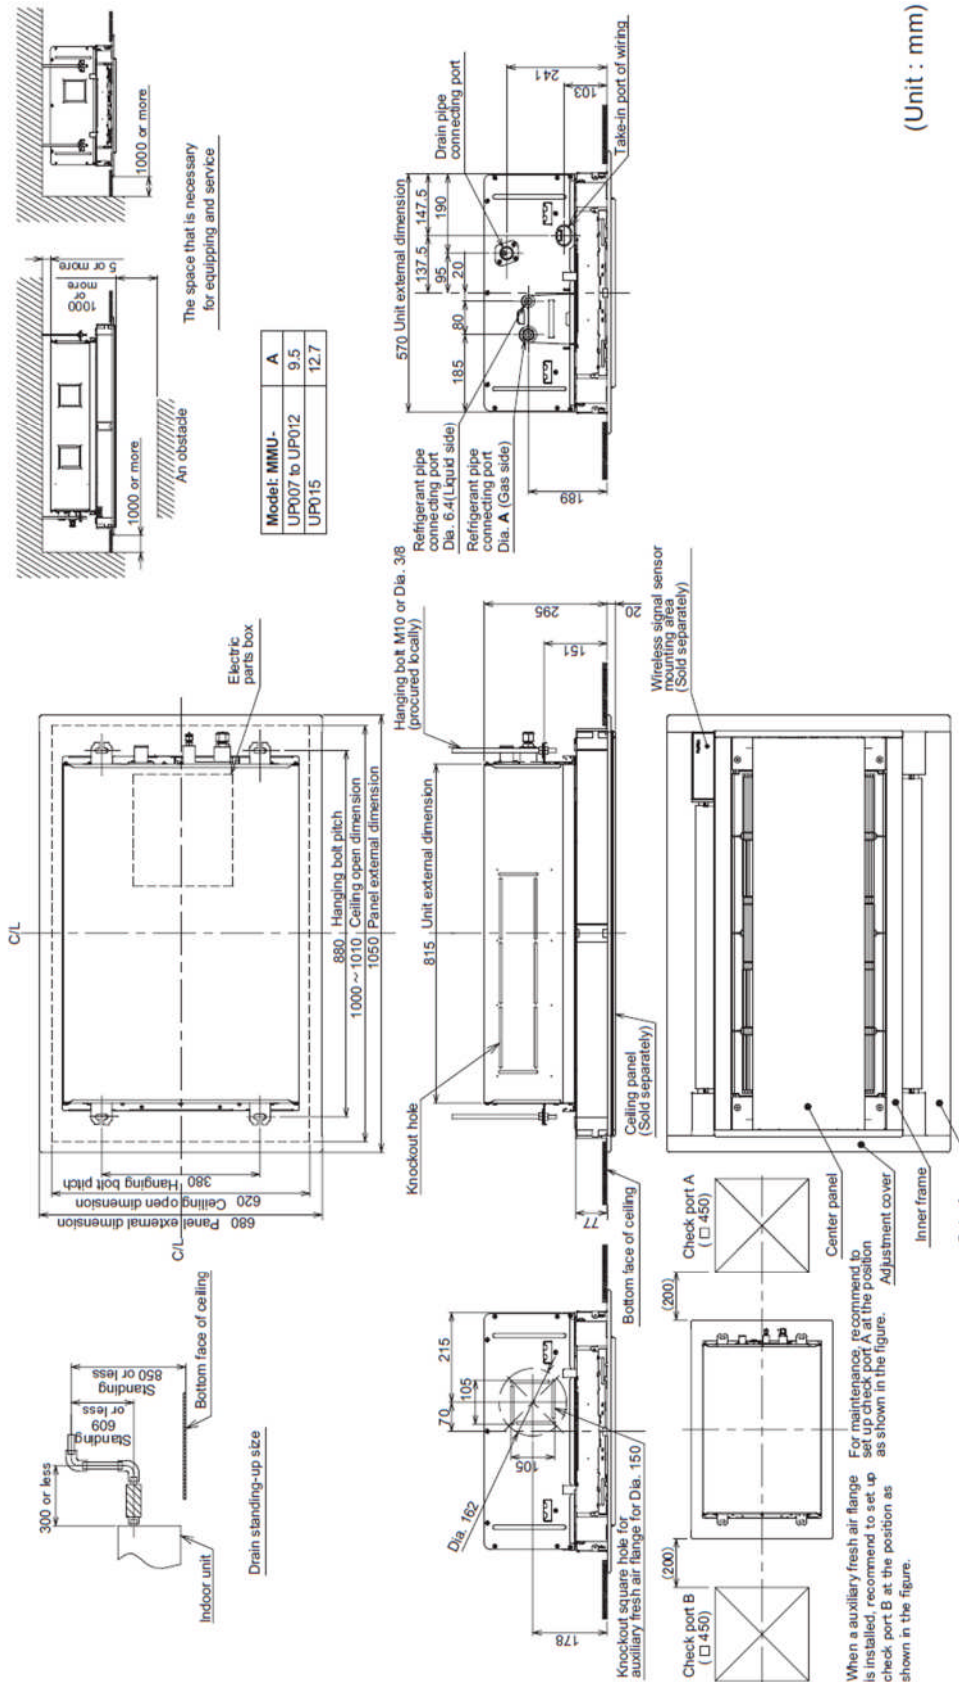 C/L
C/L
680 Panel external dimension
620 Ceiling open dimension
380 Hanging bolt pitch
880 Hanging bolt pitch
1000 ~ 1010 Ceiling open dimension
1050 Panel external dimension
Electric
parts box
1000 or more
An obstacle
1000
or
more
5 or more
1000 or more
The space that is necessary
for equipping and service
Model: MMU- A
UP007 to UP012 9.5
UP015 12.7
300 or less
Standing
609
or less
Standing
850 or less
Bottom face of ceiling
Indoor unit
Drain standing-up size
Knockout hole
815 Unit external dimension
Hanging bolt M10 or Dia. 3/8
(procured locally)
295
151
20
77
Bottom face of ceiling
Ceiling panel
(Sold separately)
70
215
105
105
Dia. 162
178
Knockout square hole for
auxiliary fresh air flange for Dia. 150
570 Unit external dimension
137.5
147.5
95
190
20
80
185
Drain pipe
connecting port
241
103
Take-in port of wiring
Refrigerant pipe
connecting port
Dia. 6.4(Liquid side)
Refrigerant pipe
connecting port
Dia. A (Gas side)
189
Wireless signal sensor
mounting area
(Sold separately)
Center panel
Adjustment cover
Inner frame
Check port B
( □ 450)
(200)
(200)
Check port A
( □ 450)
When a auxiliary fresh air flange
is installed, recommend to set up
check port B at the position as
shown in the figure.
For maintenance, recommend to
set up check port A at the position
as shown in the figure.
(Unit : mm)